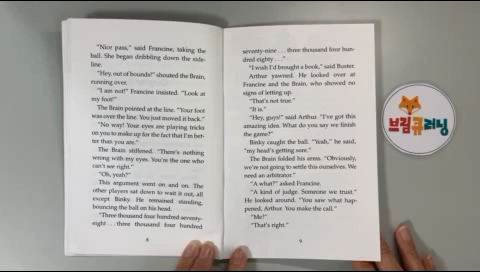 "Nice pass," said Francine, taking the
ball. She began dribbling down the side-
line.
"Hey, out of bounds!" shouted the Brain,
running over.
"I am not!" Francine insisted. "Look at
my foot!"
The Brain pointed at the line. "Your foot
was over the line. You just moved it back."
"No way! Your eyes are playing tricks
on you to make up for the fact that I'm bet-
ter than you are."
The Brain stiffened. "There's nothing
wrong with my eyes. You're the one who
can't see right."
"Oh, yeah?"
This argument went on and on. The
other players sat down to wait it out, all
except Binky. He remained standing,
bouncing the ball on his head.
"Three thousand four hundred seventy-
eight . . . three thousand four hundred
8
seventy-nine . . . three thousand four hun-
dred eighty . . ."
"I wish I'd brought a book," said Buster.
Arthur yawned. He looked over at
Francine and the Brain, who showed no
signs of letting up.
"That's not true."
"It is."
"Hey, guys!" said Arthur. "I've got this
amazing idea. What do you say we finish
the game?"
Binky caught the ball. "Yeah," he said,
"my head's getting sore."
The Brain folded his arms. "Obviously,
we're not going to settle this ourselves. We
need an arbitrator."
"A what?" asked Francine.
"A kind of judge. Someone we trust."
He looked around. "You saw what hap-
pened, Arthur. You make the call."
"Me?"
"That's right."
9
브림큐
러닝